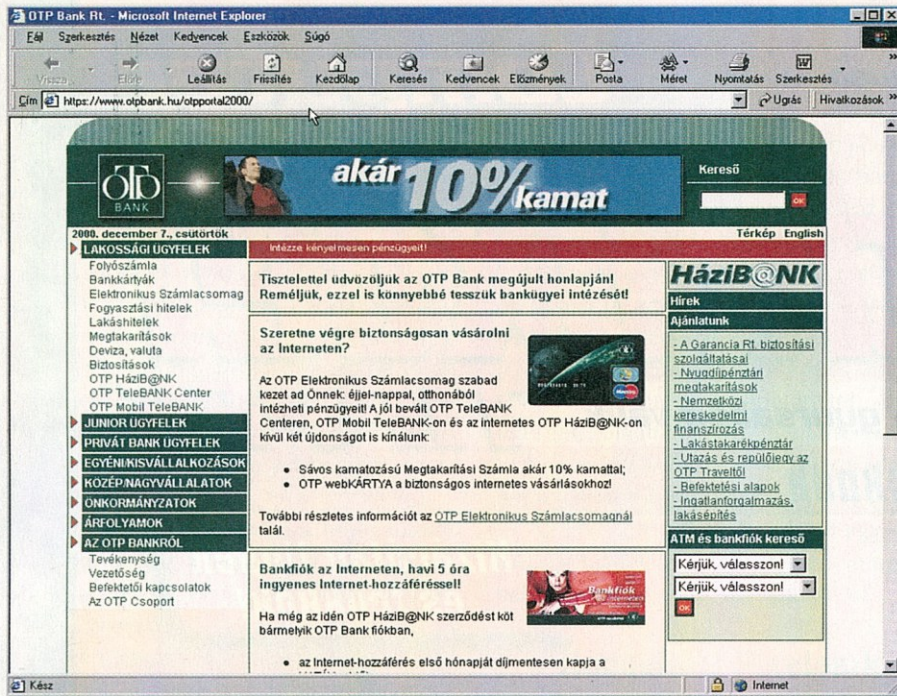 OTP Bank Rt. - Microsoft Internet Explorer
Fájl Szerkesztés Nézet Kedvencek Eszközök Súgó
Vissza Előre Leállítás Frissítés Kezdőlap Keresés Kedvencek Előzmények Posta Méret Nyomtatás Szerkesztés
Cím https://www.otpbank.hu/otpportal2000/ Ugrás Hivatkozások
OTP
BANK
akár 10% kamat
Kereső
OK
2000. december 7., csütörtök
Térkép English
LAKOSSÁGI ÜGYFELEK
Folyószámla
Bankkártyák
Elektronikus Számlacsomag
Fogyasztási hitelek
Lakáshitelek
Megtakarítások
Deviza, valuta
Biztosítások
OTP HáziB@NK
OTP TeleBANK Center
OTP Mobil TeleBANK
JUNIOR ÜGYFELEK
PRIVÁT BANK ÜGYFELEK
EGYÉNI/KISVÁLLALKOZÁSOK
KÖZÉP/NAGYVÁLLALATOK
ÖNKORMÁNYZATOK
ÁRFOLYAMOK
AZ OTP BANKRÓL
Tevékenység
Vezetőség
Befektetői kapcsolatok
Az OTP Csoport
Intézze kényelmesen pénzügyeit!
Tisztelettel üdvözöljük az OTP Bank megújult honlapján!
Reméljük, ezzel is könnyebbé tesszük bankügyei intézését!
Szeretne végre biztonságosan vásárolni
az Interneten?
Az OTP Elektronikus Számlacsomag szabad
kezet ad Önnek: éjjel-nappal, otthonából
intézheti pénzügyeit! A jól bevált OTP TeleBANK
Centeren, OTP Mobil TeleBANK-on és az internetes OTP HáziB@NK-on
kívül két újdonságot is kínálunk:
• Sávos kamatozású Megtakarítási Számla akár 10% kamattal;
• OTP webKÁRTYA a biztonságos internetes vásárlásokhoz!
További részletes információt az OTP Elektronikus Számlacsomagnál
talál.
Bankfiók az Interneten, havi 5 óra
ingyenes Internet-hozzáféréssel!
Bankfiók
Ha még az idén OTP HáziB@NK szerződést köt
bármelyik OTP Bank fiókban,
• az Internet-hozzáférés első hónapját díjmentesen kapja a
HáziB@NK
Hírek
Ajánlatunk
- A Garancia Rt. biztosítási
szolgáltatásai
- Nyugdíjpénztári
megtakarítások
- Nemzetközi
kereskedelmi
finanszírozás
- Lakástakarékpénztár
- Utazás és repülőjegy az
OTP Traveltől
- Befektetési alapok
- Ingatlanforgalmazás,
lakásépítés
ATM és bankfiók kereső
Kérjük, válasszon!
Kérjük, válasszon!
OK
Kész
Internet